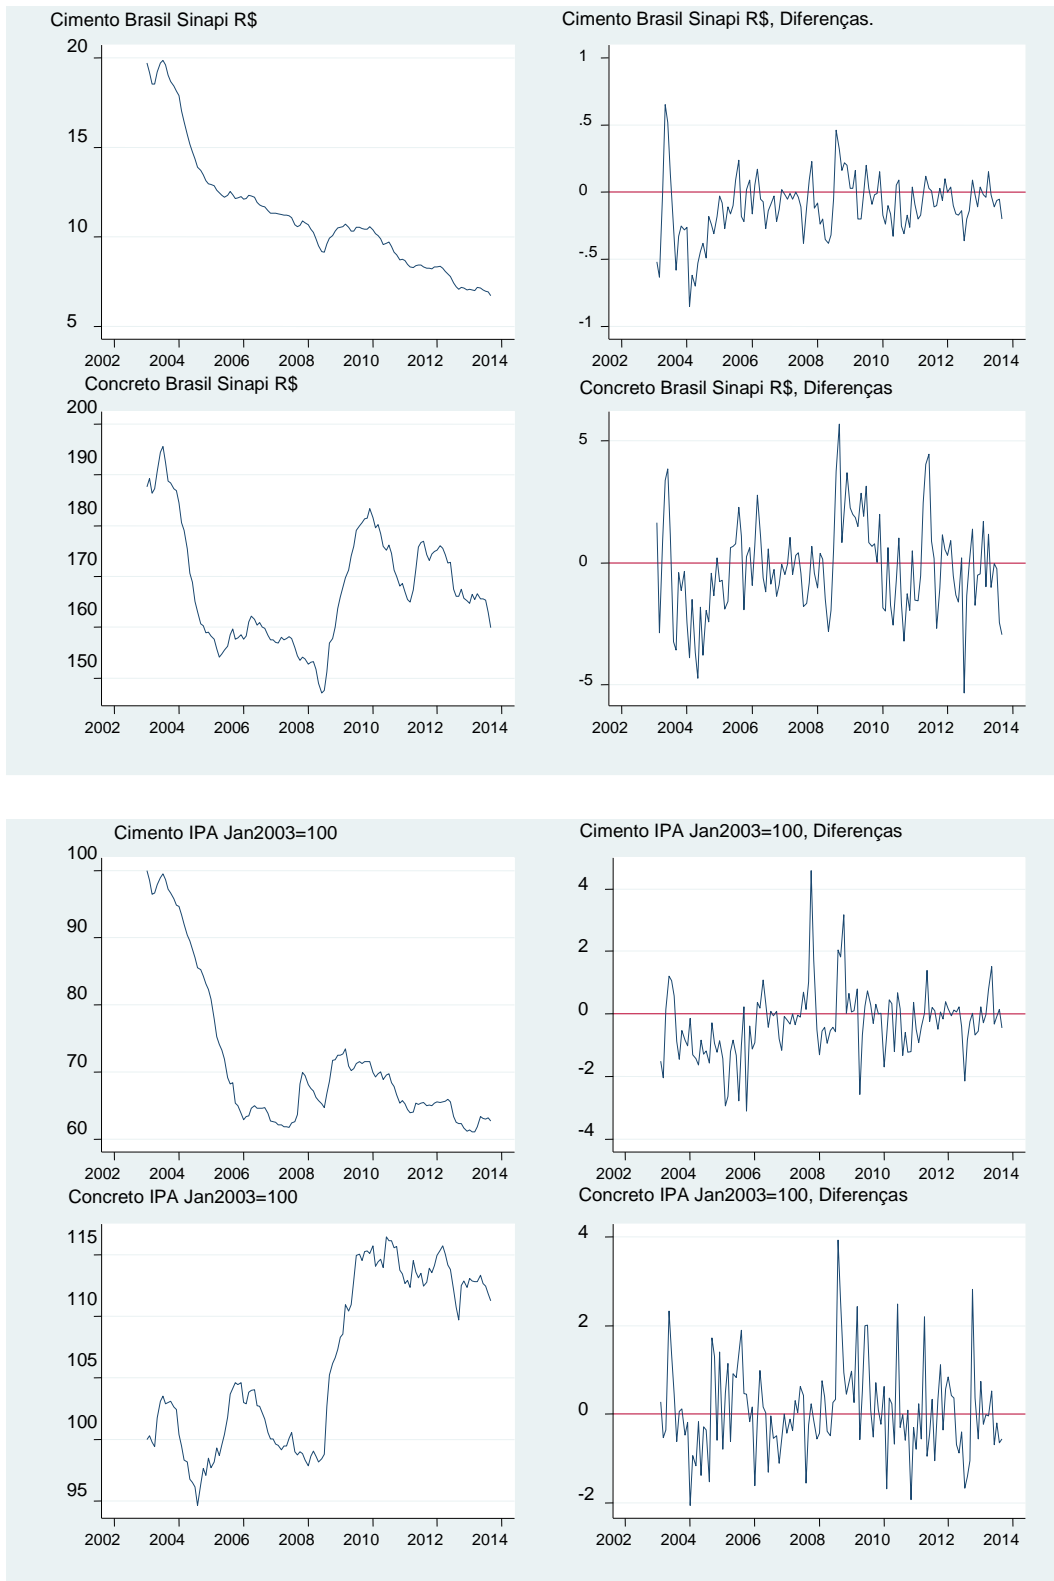 Cimento Brasil Sinapi R$
20
15
10
5
2002 2004 2006 2008 2010 2012 2014
Cimento Brasil Sinapi R$, Diferenças.
1
.5
0
-.5
-1
2002 2004 2006 2008 2010 2012 2014
Concreto Brasil Sinapi R$
200
190
180
170
160
150
2002 2004 2006 2008 2010 2012 2014
Concreto Brasil Sinapi R$, Diferenças
5
0
-5
2002 2004 2006 2008 2010 2012 2014
Cimento IPA Jan2003=100
100
90
80
70
60
2002 2004 2006 2008 2010 2012 2014
Cimento IPA Jan2003=100, Diferenças
4
2
0
-2
-4
2002 2004 2006 2008 2010 2012 2014
Concreto IPA Jan2003=100
115
110
105
100
95
2002 2004 2006 2008 2010 2012 2014
Concreto IPA Jan2003=100, Diferenças
4
2
0
-2
2002 2004 2006 2008 2010 2012 2014